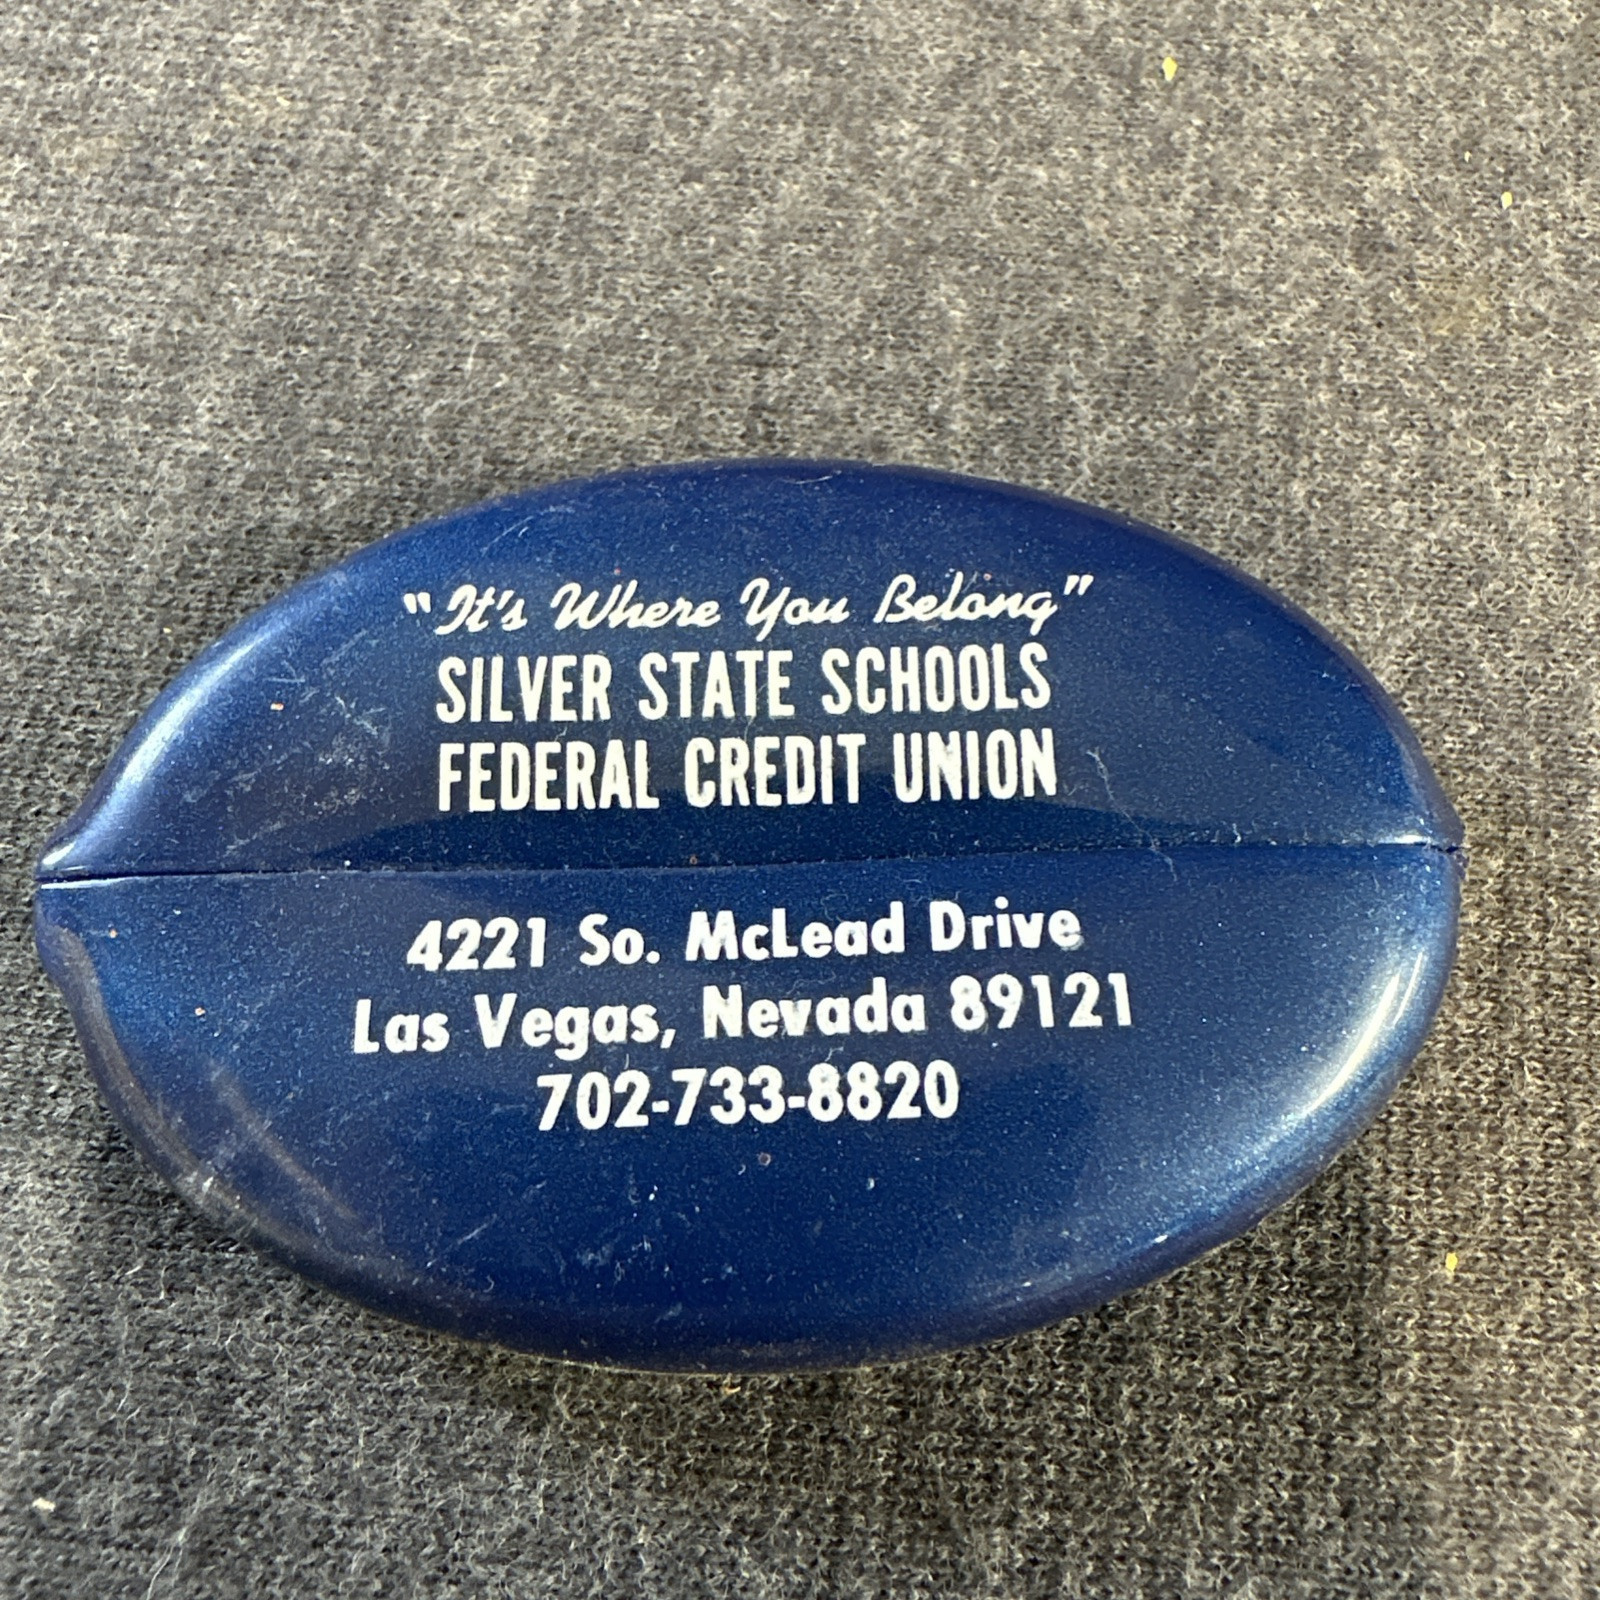 "It's Where You Belong"
SILVER STATE SCHOOLS
FEDERAL CREDIT UNION
4221 So. McLead Drive
Las Vegas, Nevada 89121
702-733-8820